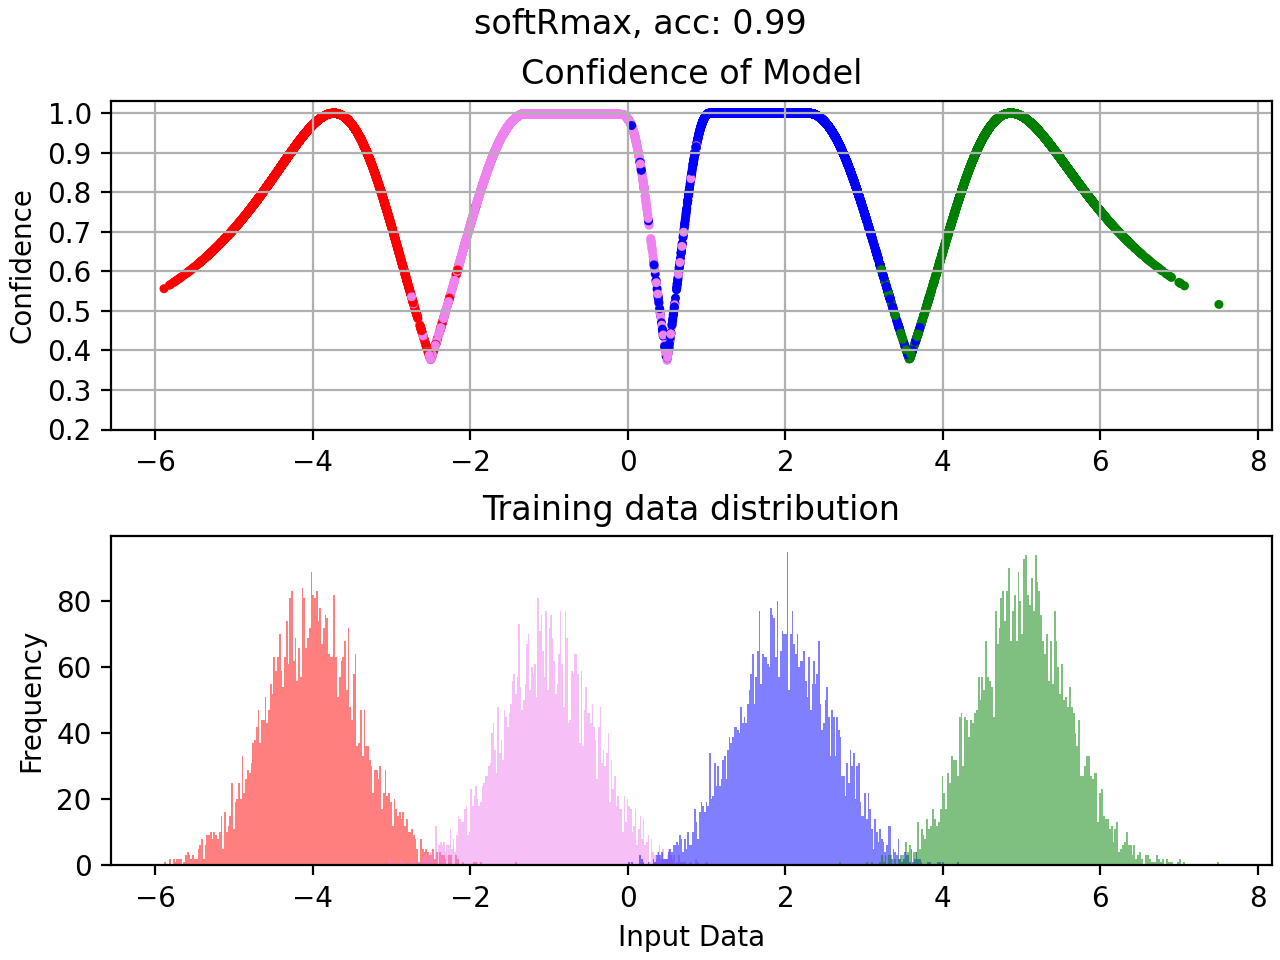 softRmax, acc: 0.99
Confidence of Model
Confidence
1.0
0.9
0.8
0.7
0.6
0.5
0.4
0.3
0.2
−6 −4 −2 0 2 4 6 8
Training data distribution
Frequency
80
60
40
20
0
−6 −4 −2 0 2 4 6 8
Input Data